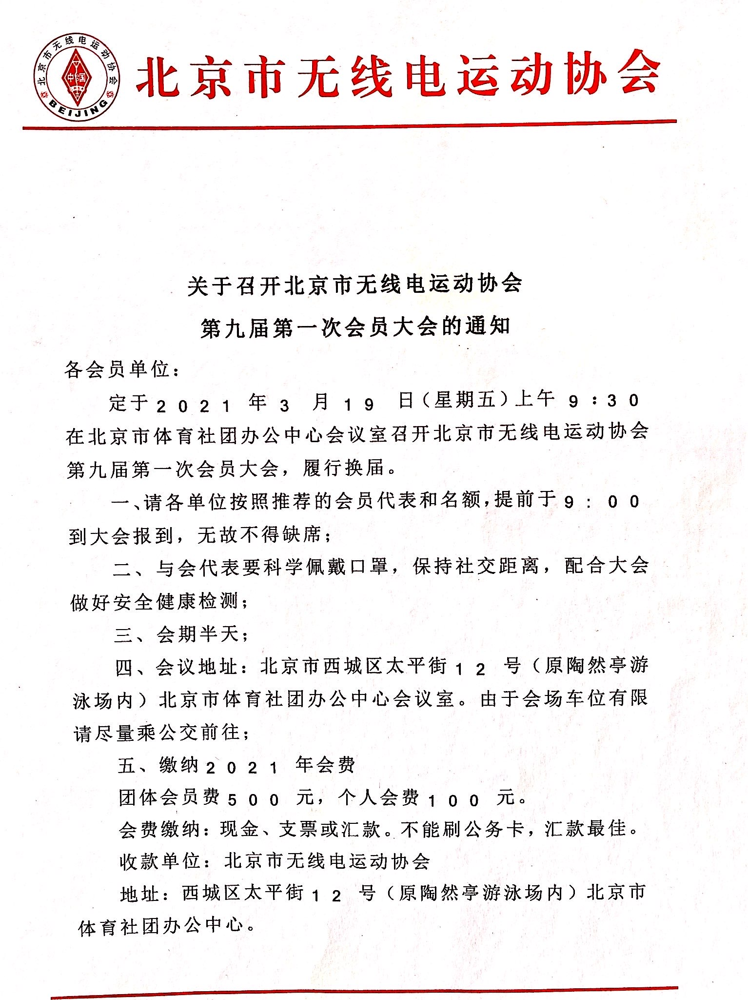 北京市无线电运动协会
中国
BEIJING
北京市无线电运动协会
关于召开北京市无线电运动协会
第九届第一次会员大会的通知
各会员单位：
定于2021年3月19日（星期五）上午9：30
在北京市体育社团办公中心会议室召开北京市无线电运动协会
第九届第一次会员大会，履行换届。
一、请各单位按照推荐的会员代表和名额，提前于9：00
到大会报到，无故不得缺席；
二、与会代表要科学佩戴口罩，保持社交距离，配合大会
做好安全健康检测；
三、会期半天；
四、会议地址：北京市西城区太平街12号（原陶然亭游
泳场内）北京市体育社团办公中心会议室。由于会场车位有限
请尽量乘公交前往；
五、缴纳2021年会费
团体会员费500元，个人会费100元。
会费缴纳：现金、支票或汇款。不能刷公务卡，汇款最佳。
收款单位：北京市无线电运动协会
地址：西城区太平街12号（原陶然亭游泳场内）北京市
体育社团办公中心。